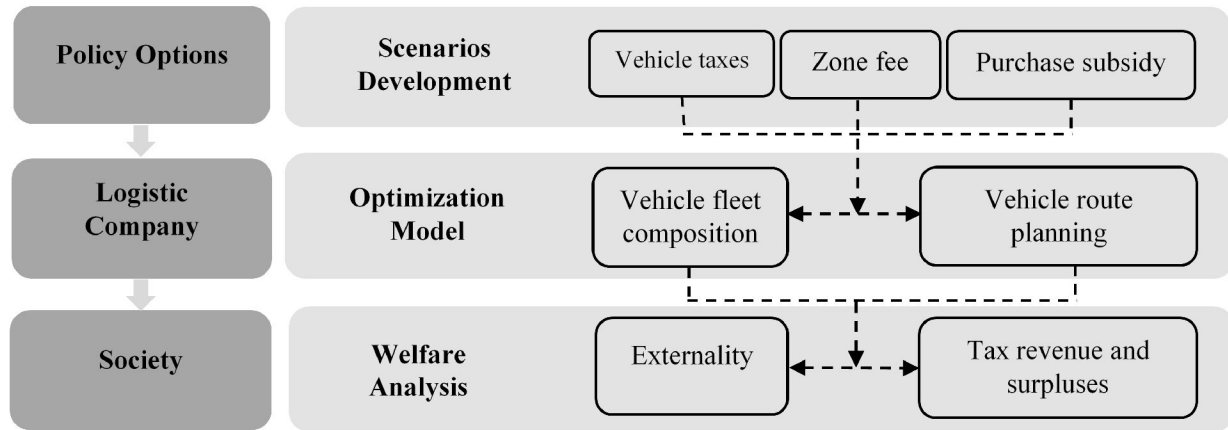 Policy Options
Scenarios
Development
Vehicle taxes
Zone fee
Purchase subsidy
Logistic
Company
Optimization
Model
Vehicle fleet
composition
Vehicle route
planning
Society
Welfare
Analysis
Externality
Tax revenue and
surpluses